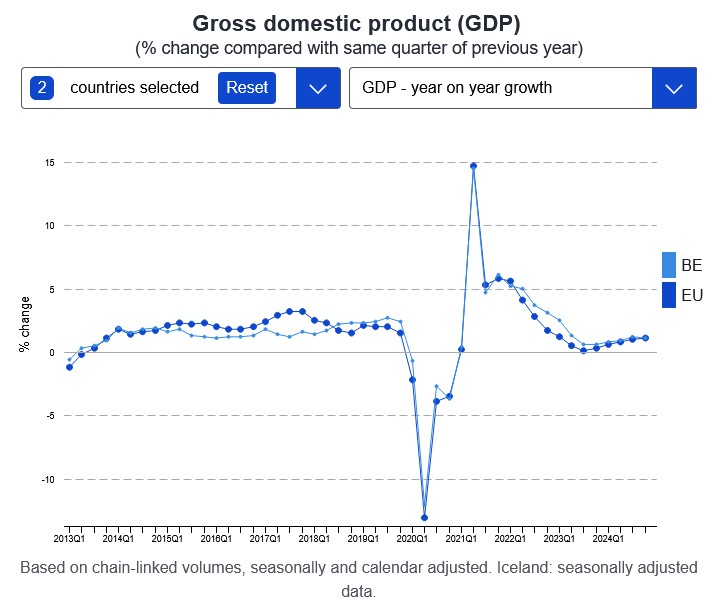 Gross domestic product (GDP)
(% change compared with same quarter of previous year)
2 countries selected Reset
GDP - year on year growth
15
10
5
0
-5
-10
% change
BE
EU
2013Q1 2014Q1 2015Q1 2016Q1 2017Q1 2018Q1 2019Q1 2020Q1 2021Q1 2022Q1 2023Q1 2024Q1
Based on chain-linked volumes, seasonally and calendar adjusted. Iceland: seasonally adjusted
data.